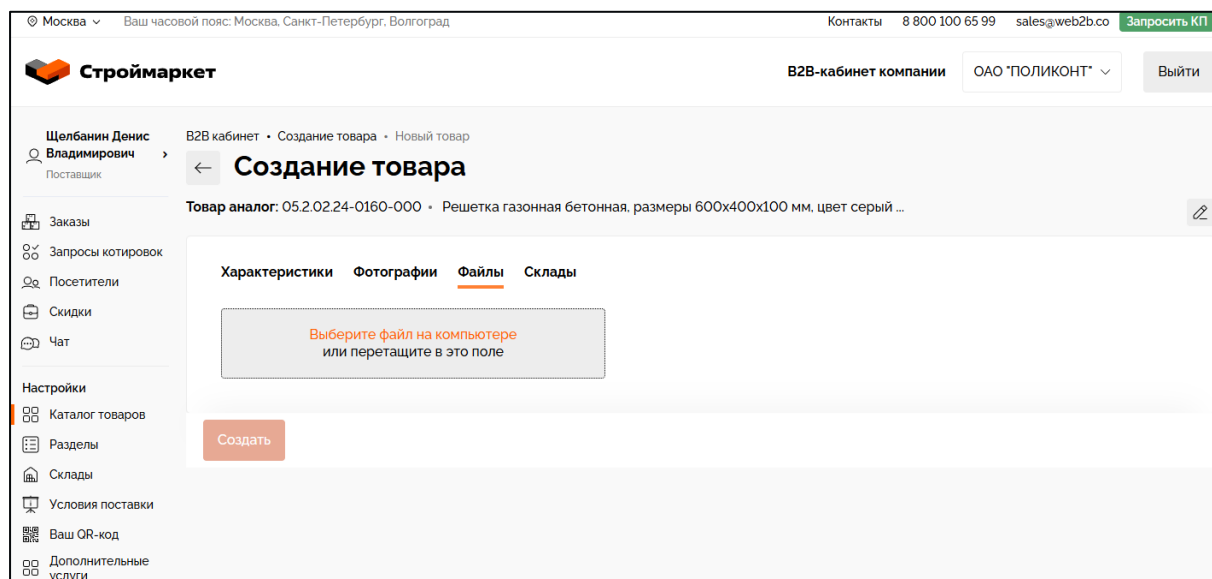 Москва
Ваш часовой пояс: Москва, Санкт-Петербург, Волгоград
Контакты
8 800 100 65 99
sales@web2b.co
Запросить КП
Строймаркет
B2B-кабинет компании
ОАО "ПОЛИКОНТ"
Выйти
Щелбанин Денис
Владимирович
Поставщик
Заказы
Запросы котировок
Посетители
Скидки
Чат
Настройки
Каталог товаров
Разделы
Склады
Условия поставки
Ваш QR-код
Дополнительные
услуги
B2B кабинет • Создание товара • Новый товар
Создание товара
Товар аналог: 05.2.02.24-0160-000 • Решетка газонная бетонная, размеры 600х400х100 мм, цвет серый ...
Характеристики
Фотографии
Файлы
Склады
Выберите файл на компьютере
или перетащите в это поле
Создать